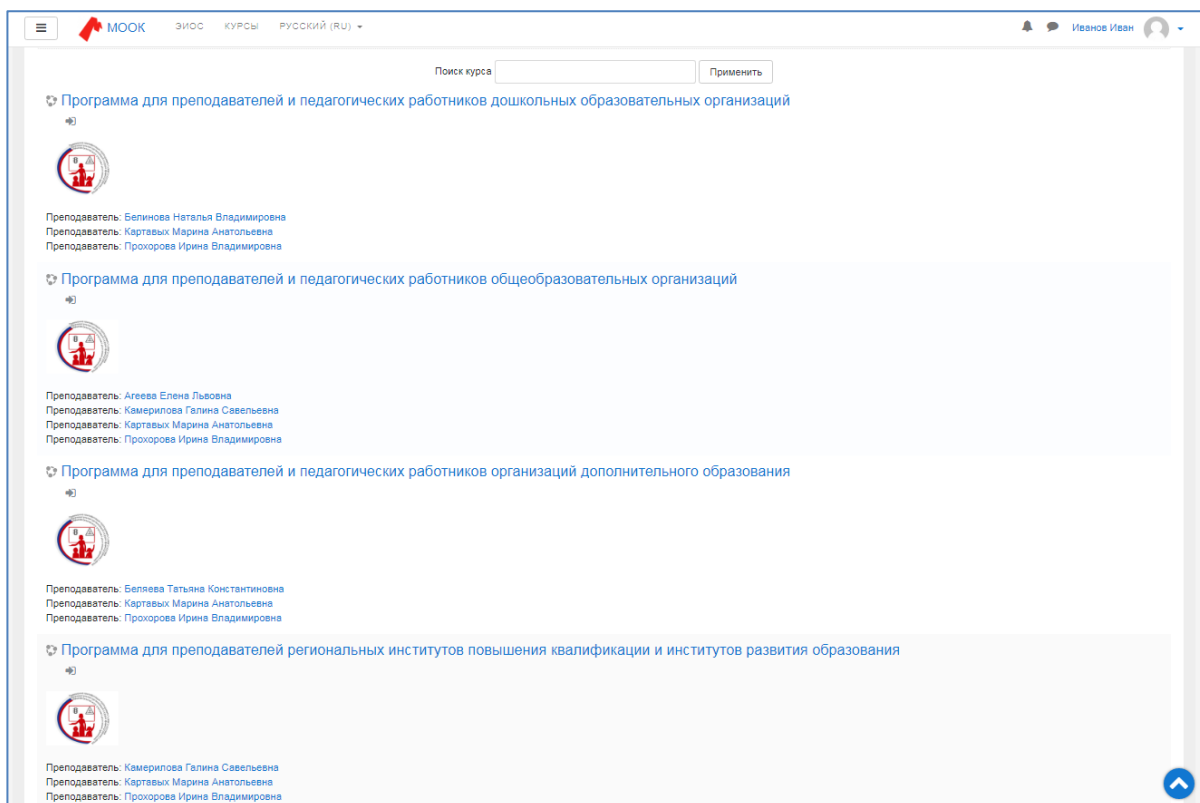 МООК ЭИОС КУРСЫ РУССКИЙ (RU) Иванов Иван
Поиск курса Применить
Программа для преподавателей и педагогических работников дошкольных образовательных организаций
Преподаватель: Белинова Наталья Владимировна
Преподаватель: Картавых Марина Анатольевна
Преподаватель: Прохорова Ирина Владимировна
Программа для преподавателей и педагогических работников общеобразовательных организаций
Преподаватель: Агеева Елена Львовна
Преподаватель: Камерилова Галина Савельевна
Преподаватель: Картавых Марина Анатольевна
Преподаватель: Прохорова Ирина Владимировна
Программа для преподавателей и педагогических работников организаций дополнительного образования
Преподаватель: Беляева Татьяна Константиновна
Преподаватель: Картавых Марина Анатольевна
Преподаватель: Прохорова Ирина Владимировна
Программа для преподавателей региональных институтов повышения квалификации и институтов развития образования
Преподаватель: Камерилова Галина Савельевна
Преподаватель: Картавых Марина Анатольевна
Преподаватель: Прохорова Ирина Владимировна